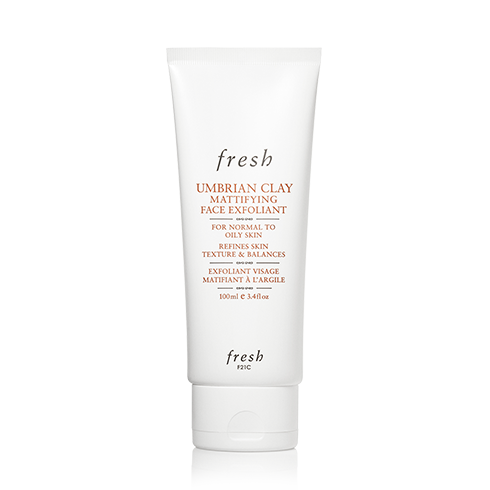 fresh
UMBRIAN CLAY
MATTIFYING
FACE EXFOLIANT
FOR NORMAL TO
OILY SKIN
REFINES SKIN
TEXTURE & BALANCES
EXFOLIANT VISAGE
MATIFIANT À L'ARGILE
100ml e 3.4fl oz
fresh
F21C